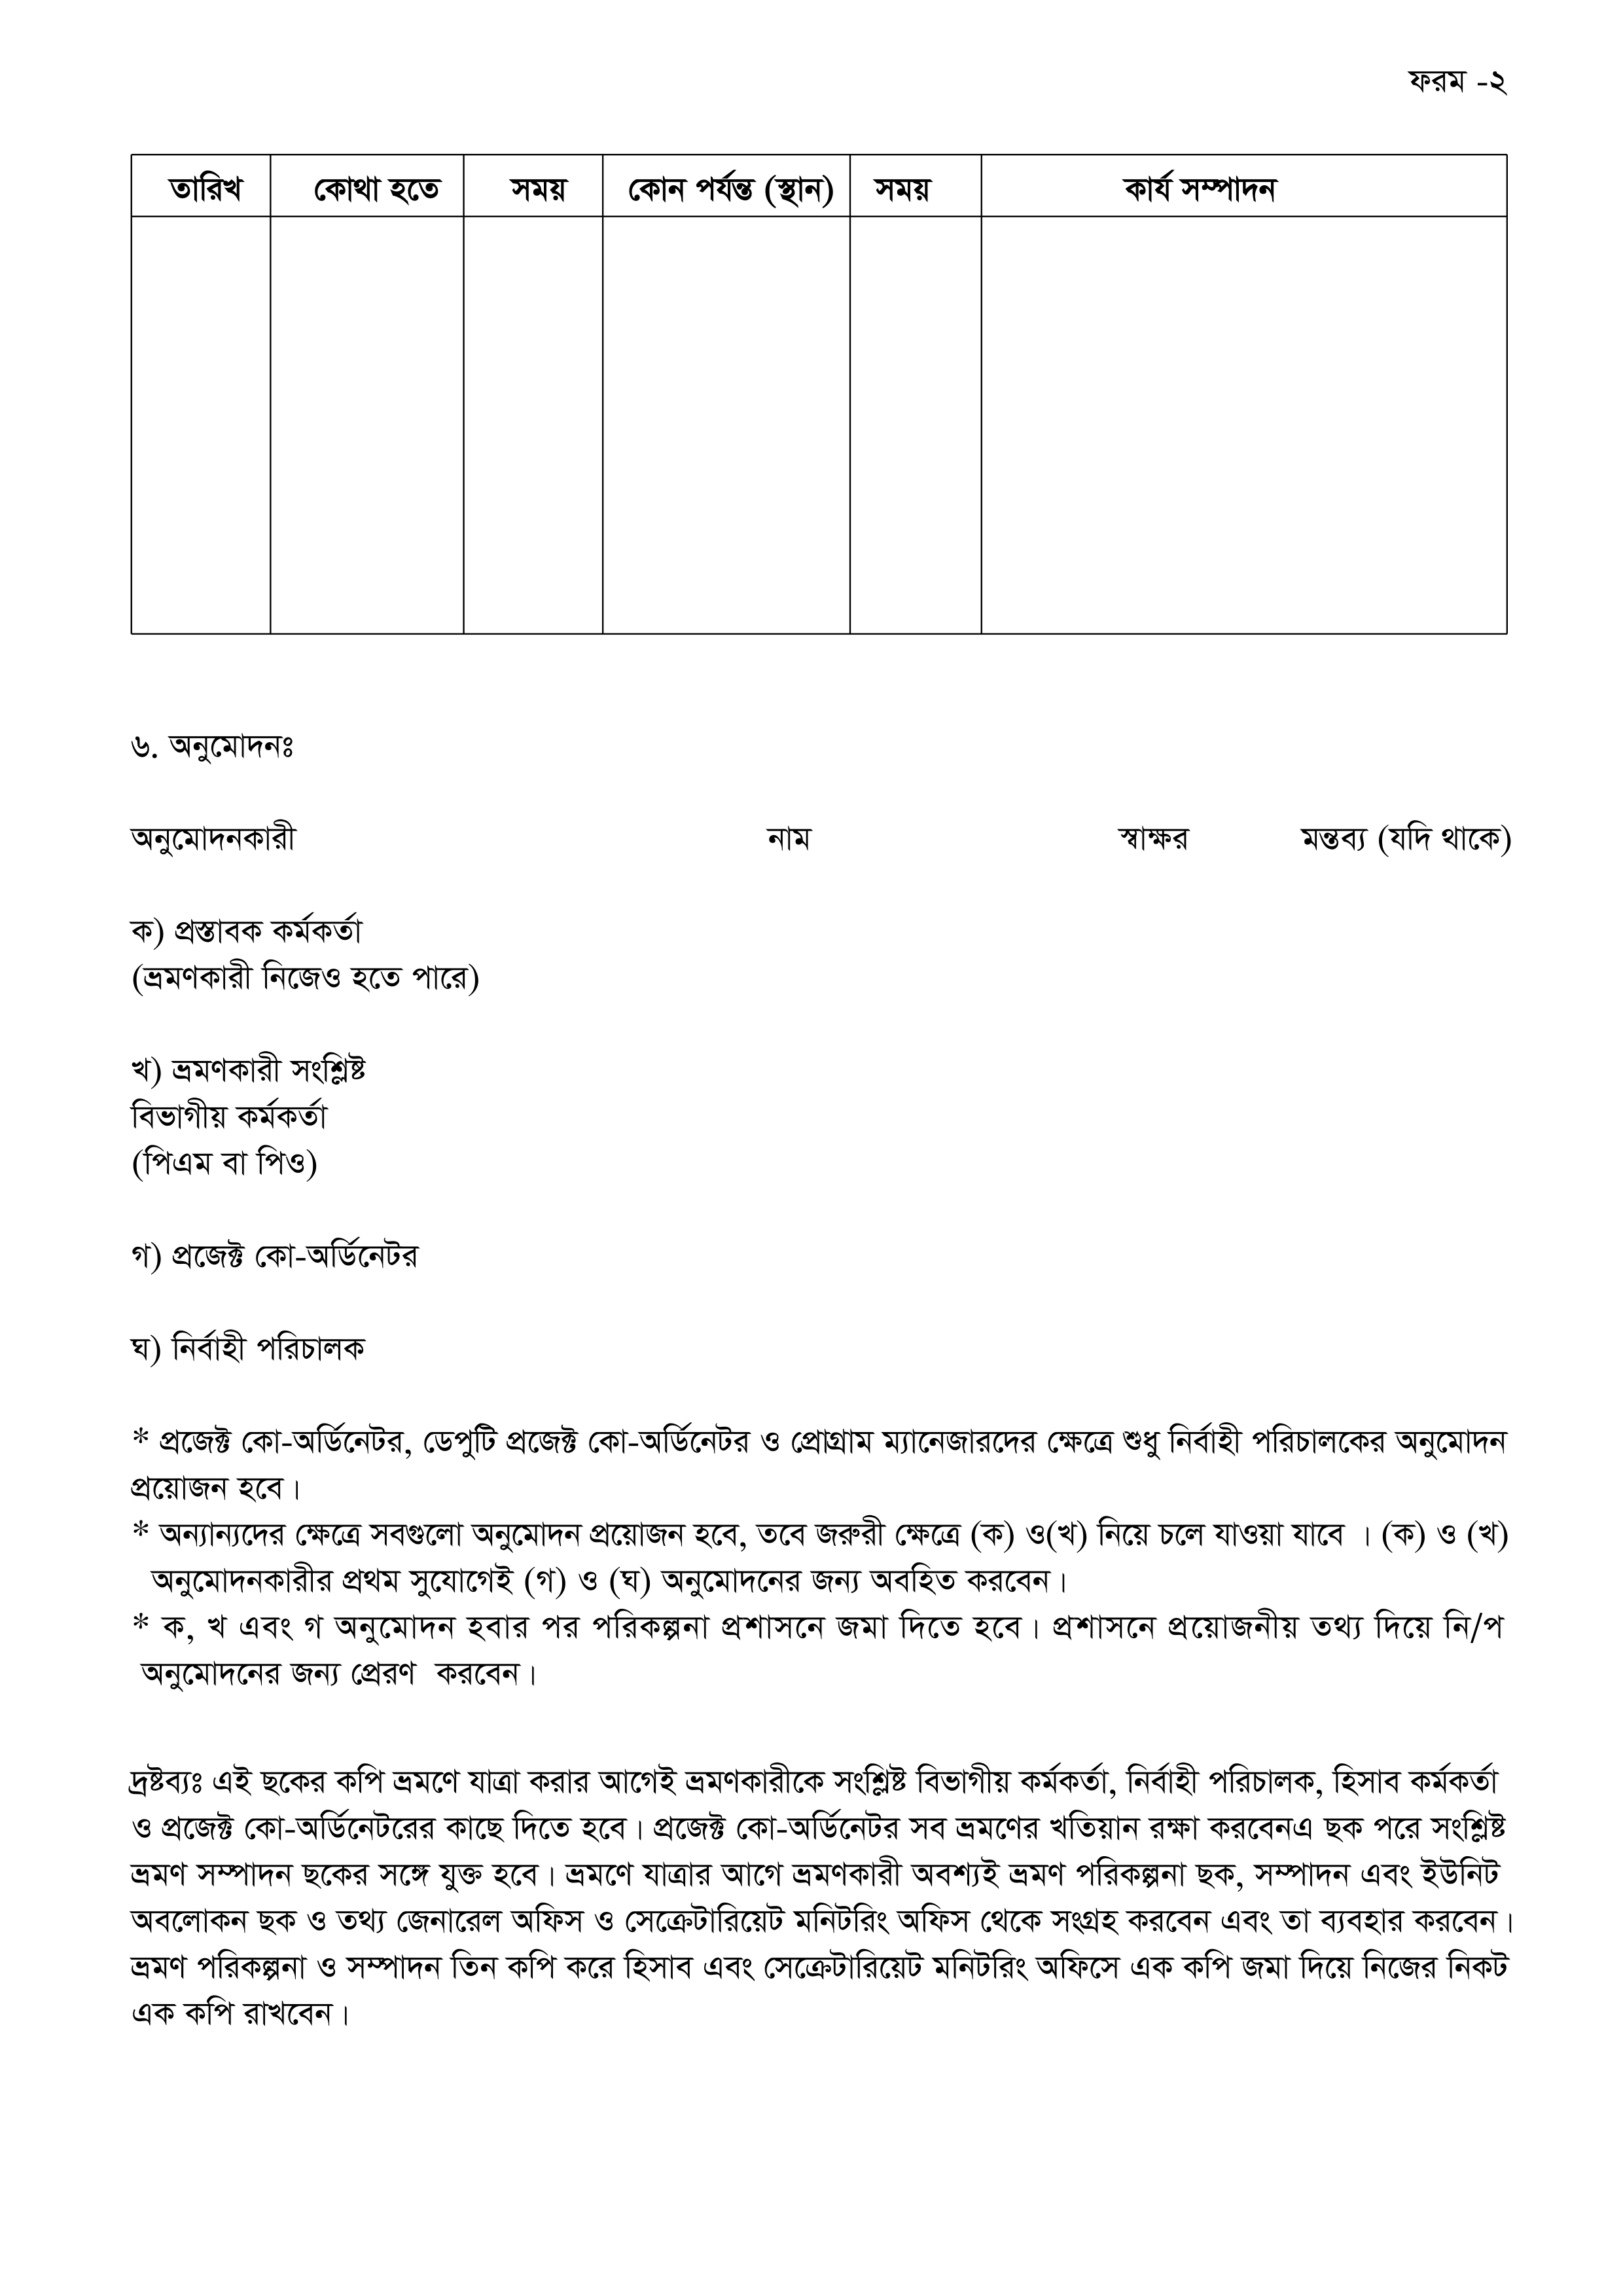 ফরম -২
তারিখ কোথা হতে সময় কোন পর্যন্ত (স্থান) সময় কার্য সম্পাদন
৬. অনুমোদনঃ
অনুমোদনকারী নাম স্বাক্ষর মন্তব্য (যদি থাকে)
ক) প্রস্তাবক কর্মকর্তা
(ভ্রমণকারী নিজেও হতে পারে)
খ) ভ্রমণকারী সংশ্লিষ্ট
বিভাগীয় কর্মকর্তা
(পিএম বা পিও)
গ) প্রজেক্ট কো-অর্ডিনেটর
ঘ) নির্বাহী পরিচালক
* প্রজেক্ট কো-অর্ডিনেটর, ডেপুটি প্রজেক্ট কো-অর্ডিনেটর ও প্রোগ্রাম ম্যানেজারদের ক্ষেত্রে শুধু নির্বাহী পরিচালকের অনুমোদন
প্রয়োজন হবে।
* অন্যান্যদের ক্ষেত্রে সবগুলো অনুমোদন প্রয়োজন হবে, তবে জরুরী ক্ষেত্রে (ক) ও(খ) নিয়ে চলে যাওয়া যাবে । (ক) ও (খ)
অনুমোদনকারীর প্রথম সুযোগেই (গ) ও (ঘ) অনুমোদনের জন্য অবহিত করবেন।
* ক, খ এবং গ অনুমোদন হবার পর পরিকল্পনা প্রশাসনে জমা দিতে হবে। প্রশাসনে প্রয়োজনীয় তথ্য দিয়ে নি/প
অনুমোদনের জন্য প্রেরণ করবেন।
দ্রষ্টব্যঃ এই ছকের কপি ভ্রমণে যাত্রা করার আগেই ভ্রমণকারীকে সংশ্লিষ্ট বিভাগীয় কর্মকর্তা, নির্বাহী পরিচালক, হিসাব কর্মকর্তা
ও প্রজেক্ট কো-অর্ডিনেটরের কাছে দিতে হবে। প্রজেক্ট কো-অর্ডিনেটর সব ভ্রমণের খতিয়ান রক্ষা করবেনএ ছক পরে সংশ্লিষ্ট
ভ্রমণ সম্পাদন ছকের সঙ্গে যুক্ত হবে। ভ্রমণে যাত্রার আগে ভ্রমণকারী অবশ্যই ভ্রমণ পরিকল্পনা ছক, সম্পাদন এবং ইউনিট
অবলোকন ছক ও তথ্য জেনারেল অফিস ও সেক্রেটারিয়েট মনিটরিং অফিস থেকে সংগ্রহ করবেন এবং তা ব্যবহার করবেন।
ভ্রমণ পরিকল্পনা ও সম্পাদন তিন কপি করে হিসাব এবং সেক্রেটারিয়েট মনিটরিং অফিসে এক কপি জমা দিয়ে নিজের নিকট
এক কপি রাখবেন।